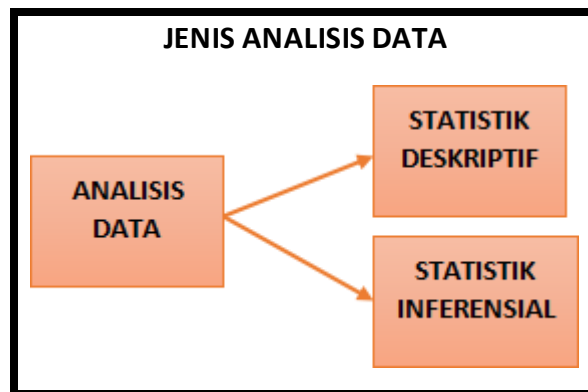 JENIS ANALISIS DATA
STATISTIK
DESKRIPTIF
ANALISIS
DATA
STATISTIK
INFERENSIAL